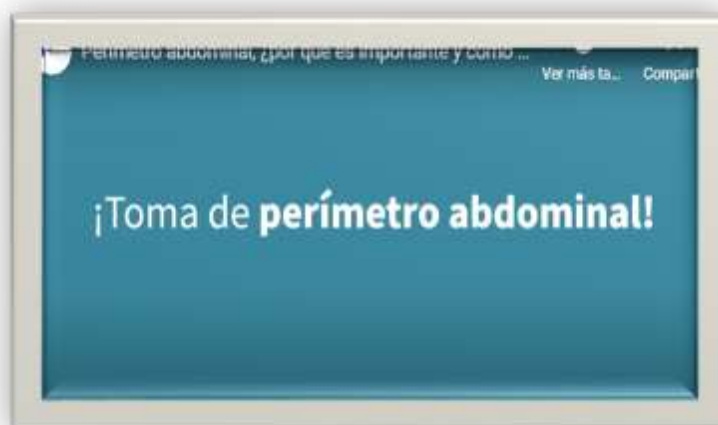 Perímetro abdominal, ¿por qué es importante y cómo ...
Ver más ta... Compart
¡Toma de perímetro abdominal!